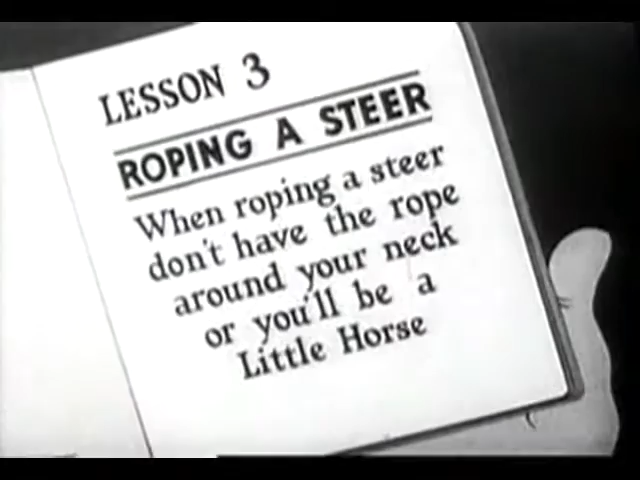 LESSON 3
ROPING A STEER
When roping a steer
don't have the rope
around your neck
or you'll be a
Little Horse